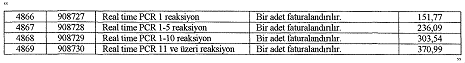 “
4866 908727 Real time PCR 1 reaksiyon Bir adet faturalandırılır. 151,77
4867 908728 Real time PCR 1-5 reaksiyon Bir adet faturalandırılır. 236,09
4868 908729 Real time PCR 1-10 reaksiyon Bir adet faturalandırılır. 303,54
4869 908730 Real time PCR 11 ve üzeri reaksiyon Bir adet faturalandırılır. 370,99
”